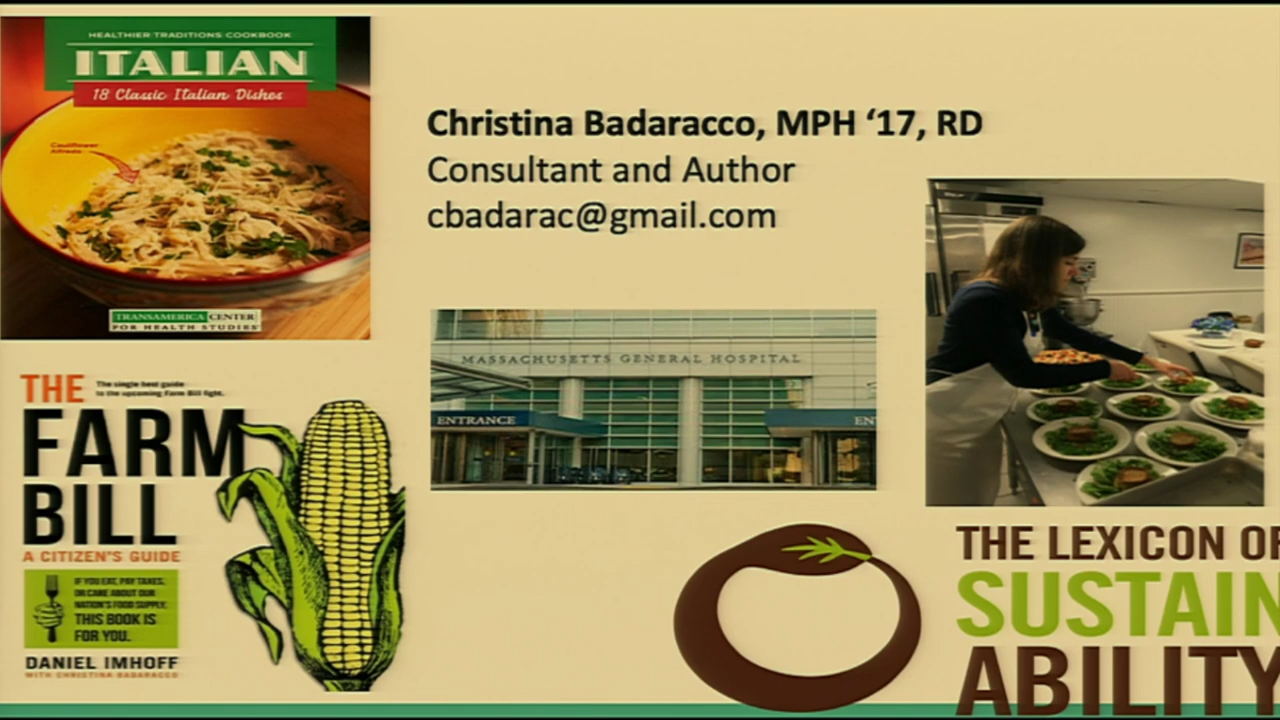 HEALTHIER TRADITIONS COOKBOOK
ITALIAN
18 Classic Italian Dishes
Cauliflower
Alfredo
TRANSAMERICA CENTER
FOR HEALTH STUDIES
Christina Badaracco, MPH ‘17, RD
Consultant and Author
cbadarac@gmail.com
MASSACHUSETTS GENERAL HOSPITAL
ENTRANCE
EN
THE
The single best guide
to the upcoming Farm Bill fight.
FARM
BILL
A CITIZEN'S GUIDE
IF YOU EAT, PAY TAXES,
OR CARE ABOUT OUR
NATION'S FOOD SUPPLY,
THIS BOOK IS
FOR YOU.
DANIEL IMHOFF
WITH CHRISTINA BADARACCO
THE LEXICON OF
SUSTAIN
ABILITY